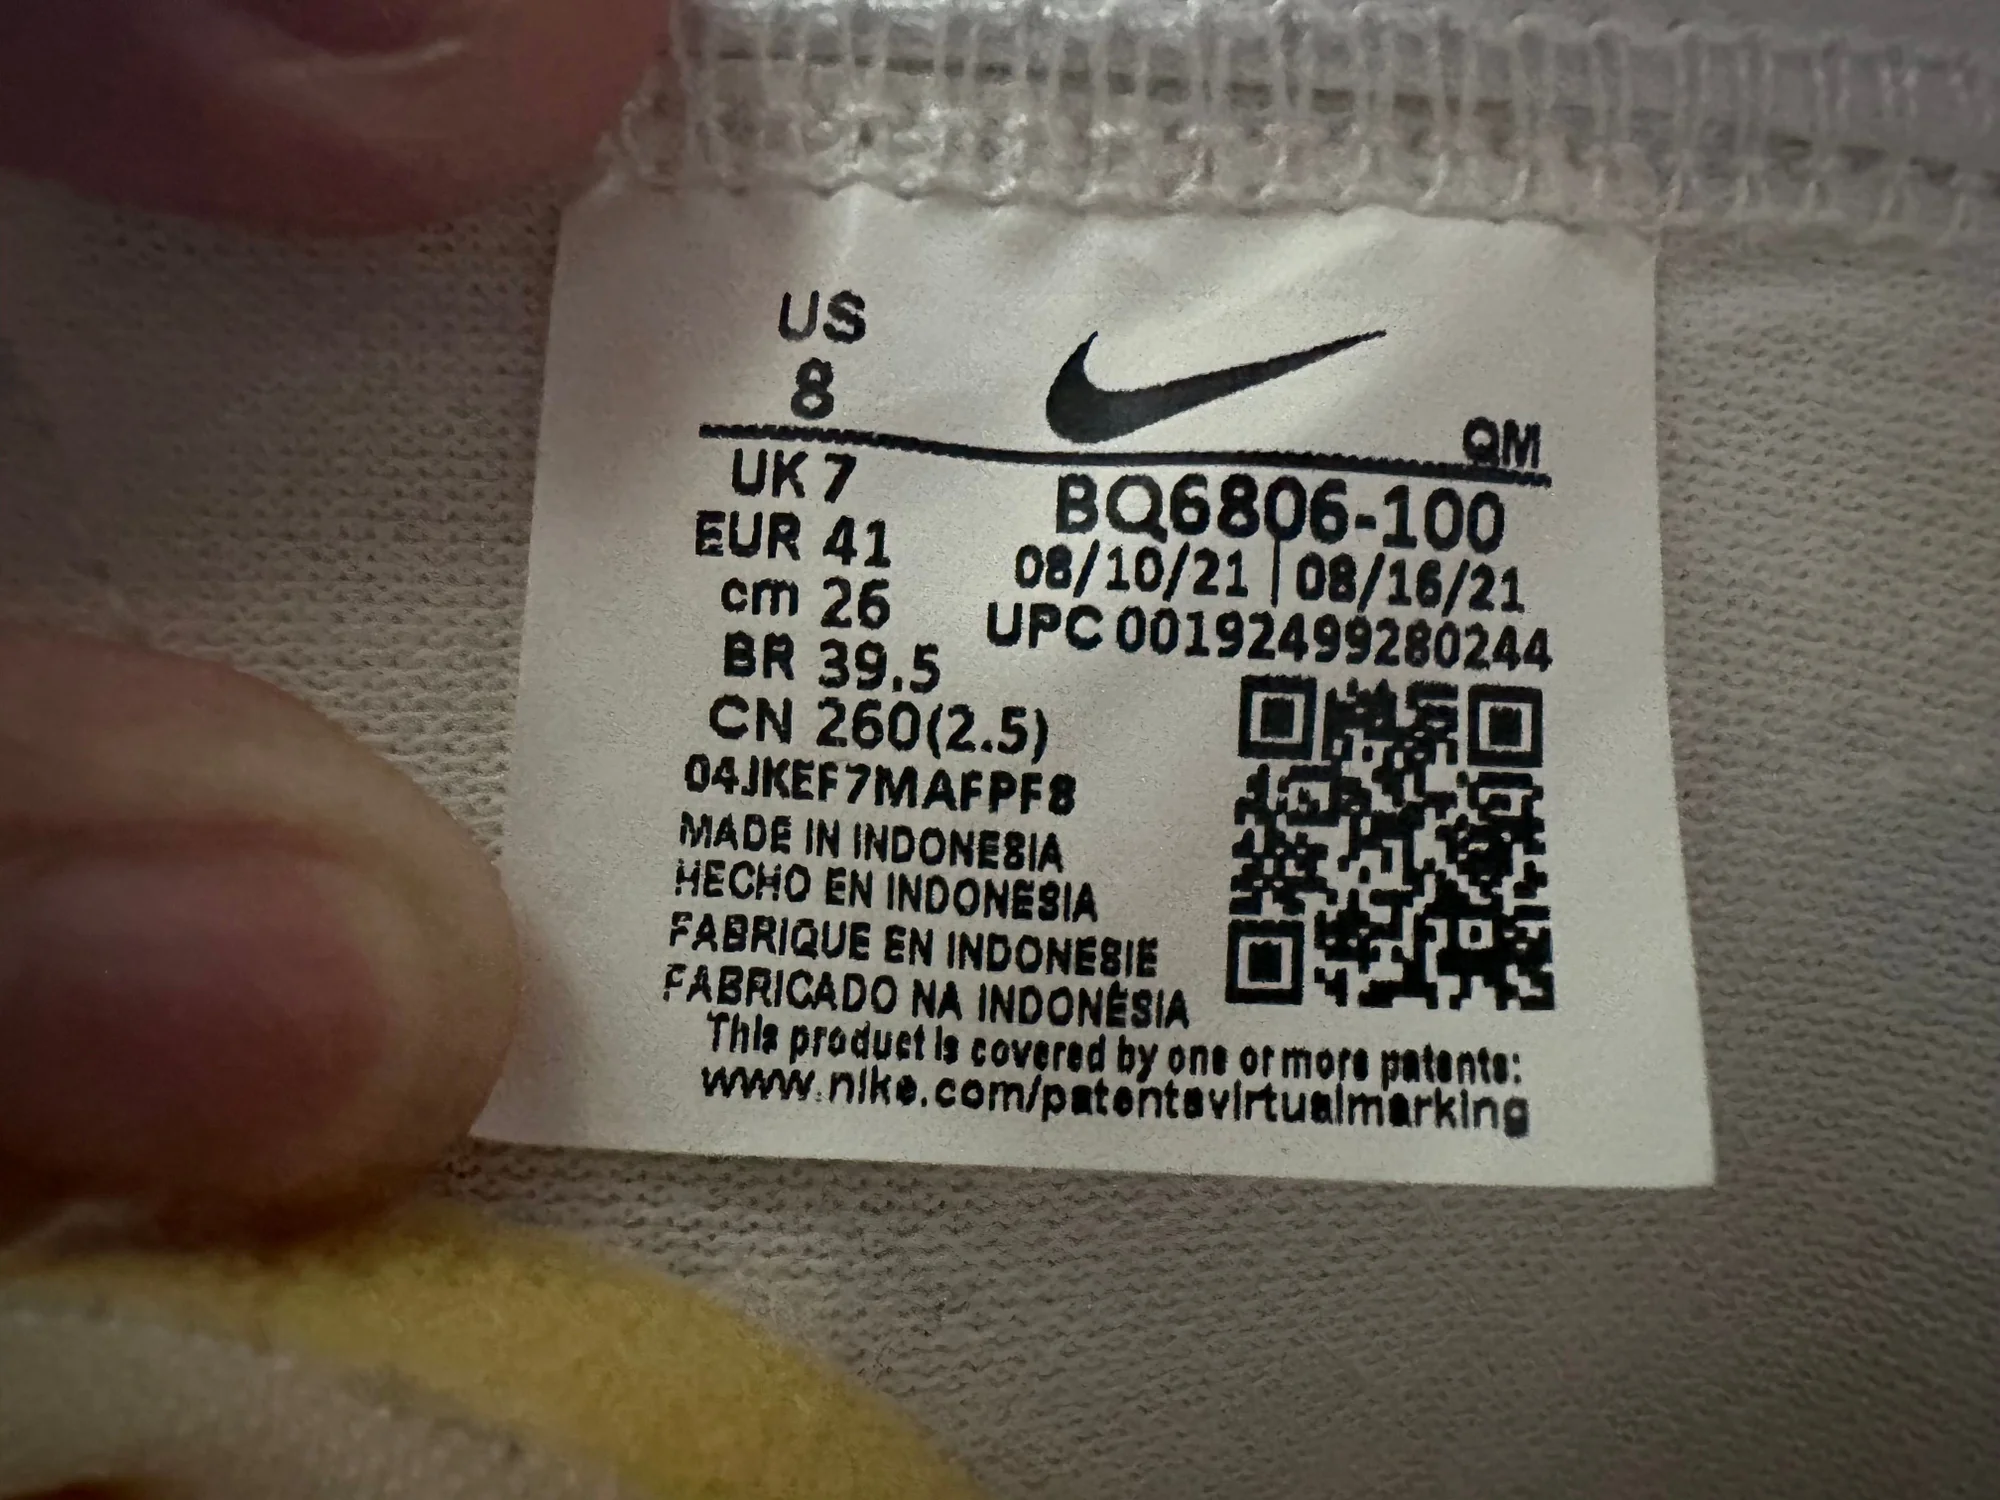 US
8
QM
UK 7
BQ6806-100
EUR 41
08/10/21 | 08/16/21
cm 26
UPC 00192499280244
BR 39.5
CN 260(2.5)
04JKEF7MAFPF8
MADE IN INDONESIA
HECHO EN INDONESIA
FABRIQUE EN INDONESIE
FABRICADO NA INDONÉSIA
This product is covered by one or more patents:
www.nike.com/patentsvirtualmarking